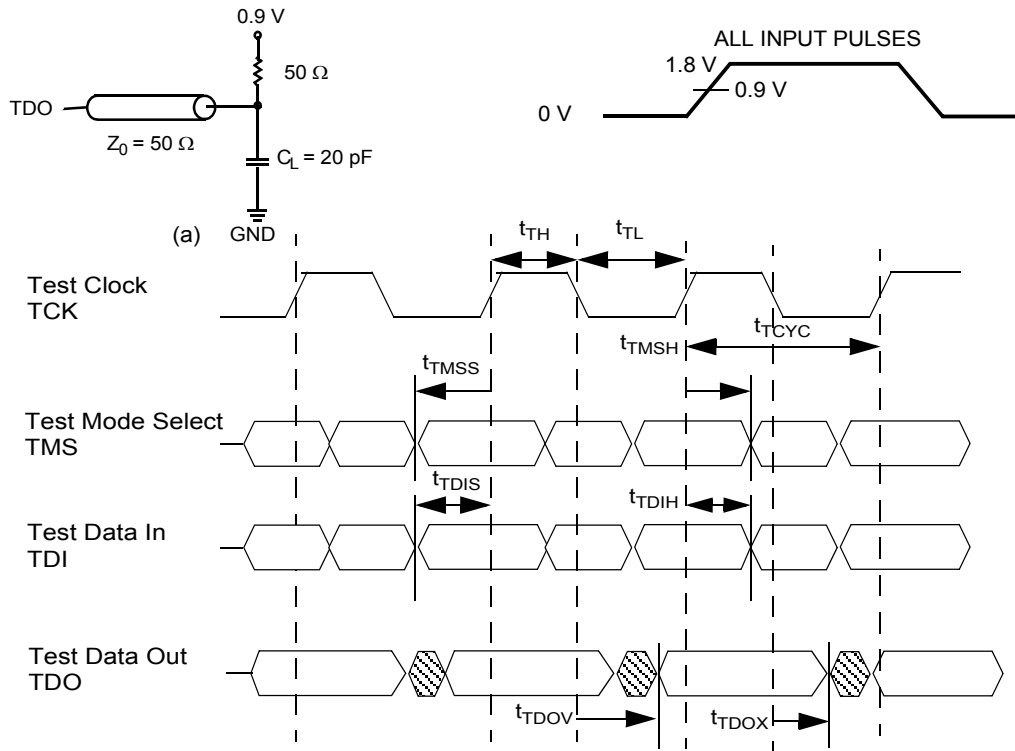 0.9 V
50 Ω
TDO
Z0 = 50 Ω
CL = 20 pF
(a) GND
ALL INPUT PULSES
1.8 V
0.9 V
0 V
tTH
tTL
Test Clock
TCK
tTCYC
tTMSH
tTMSS
Test Mode Select
TMS
tTDIS
tTDIH
Test Data In
TDI
Test Data Out
TDO
tTDOV
tTDOX